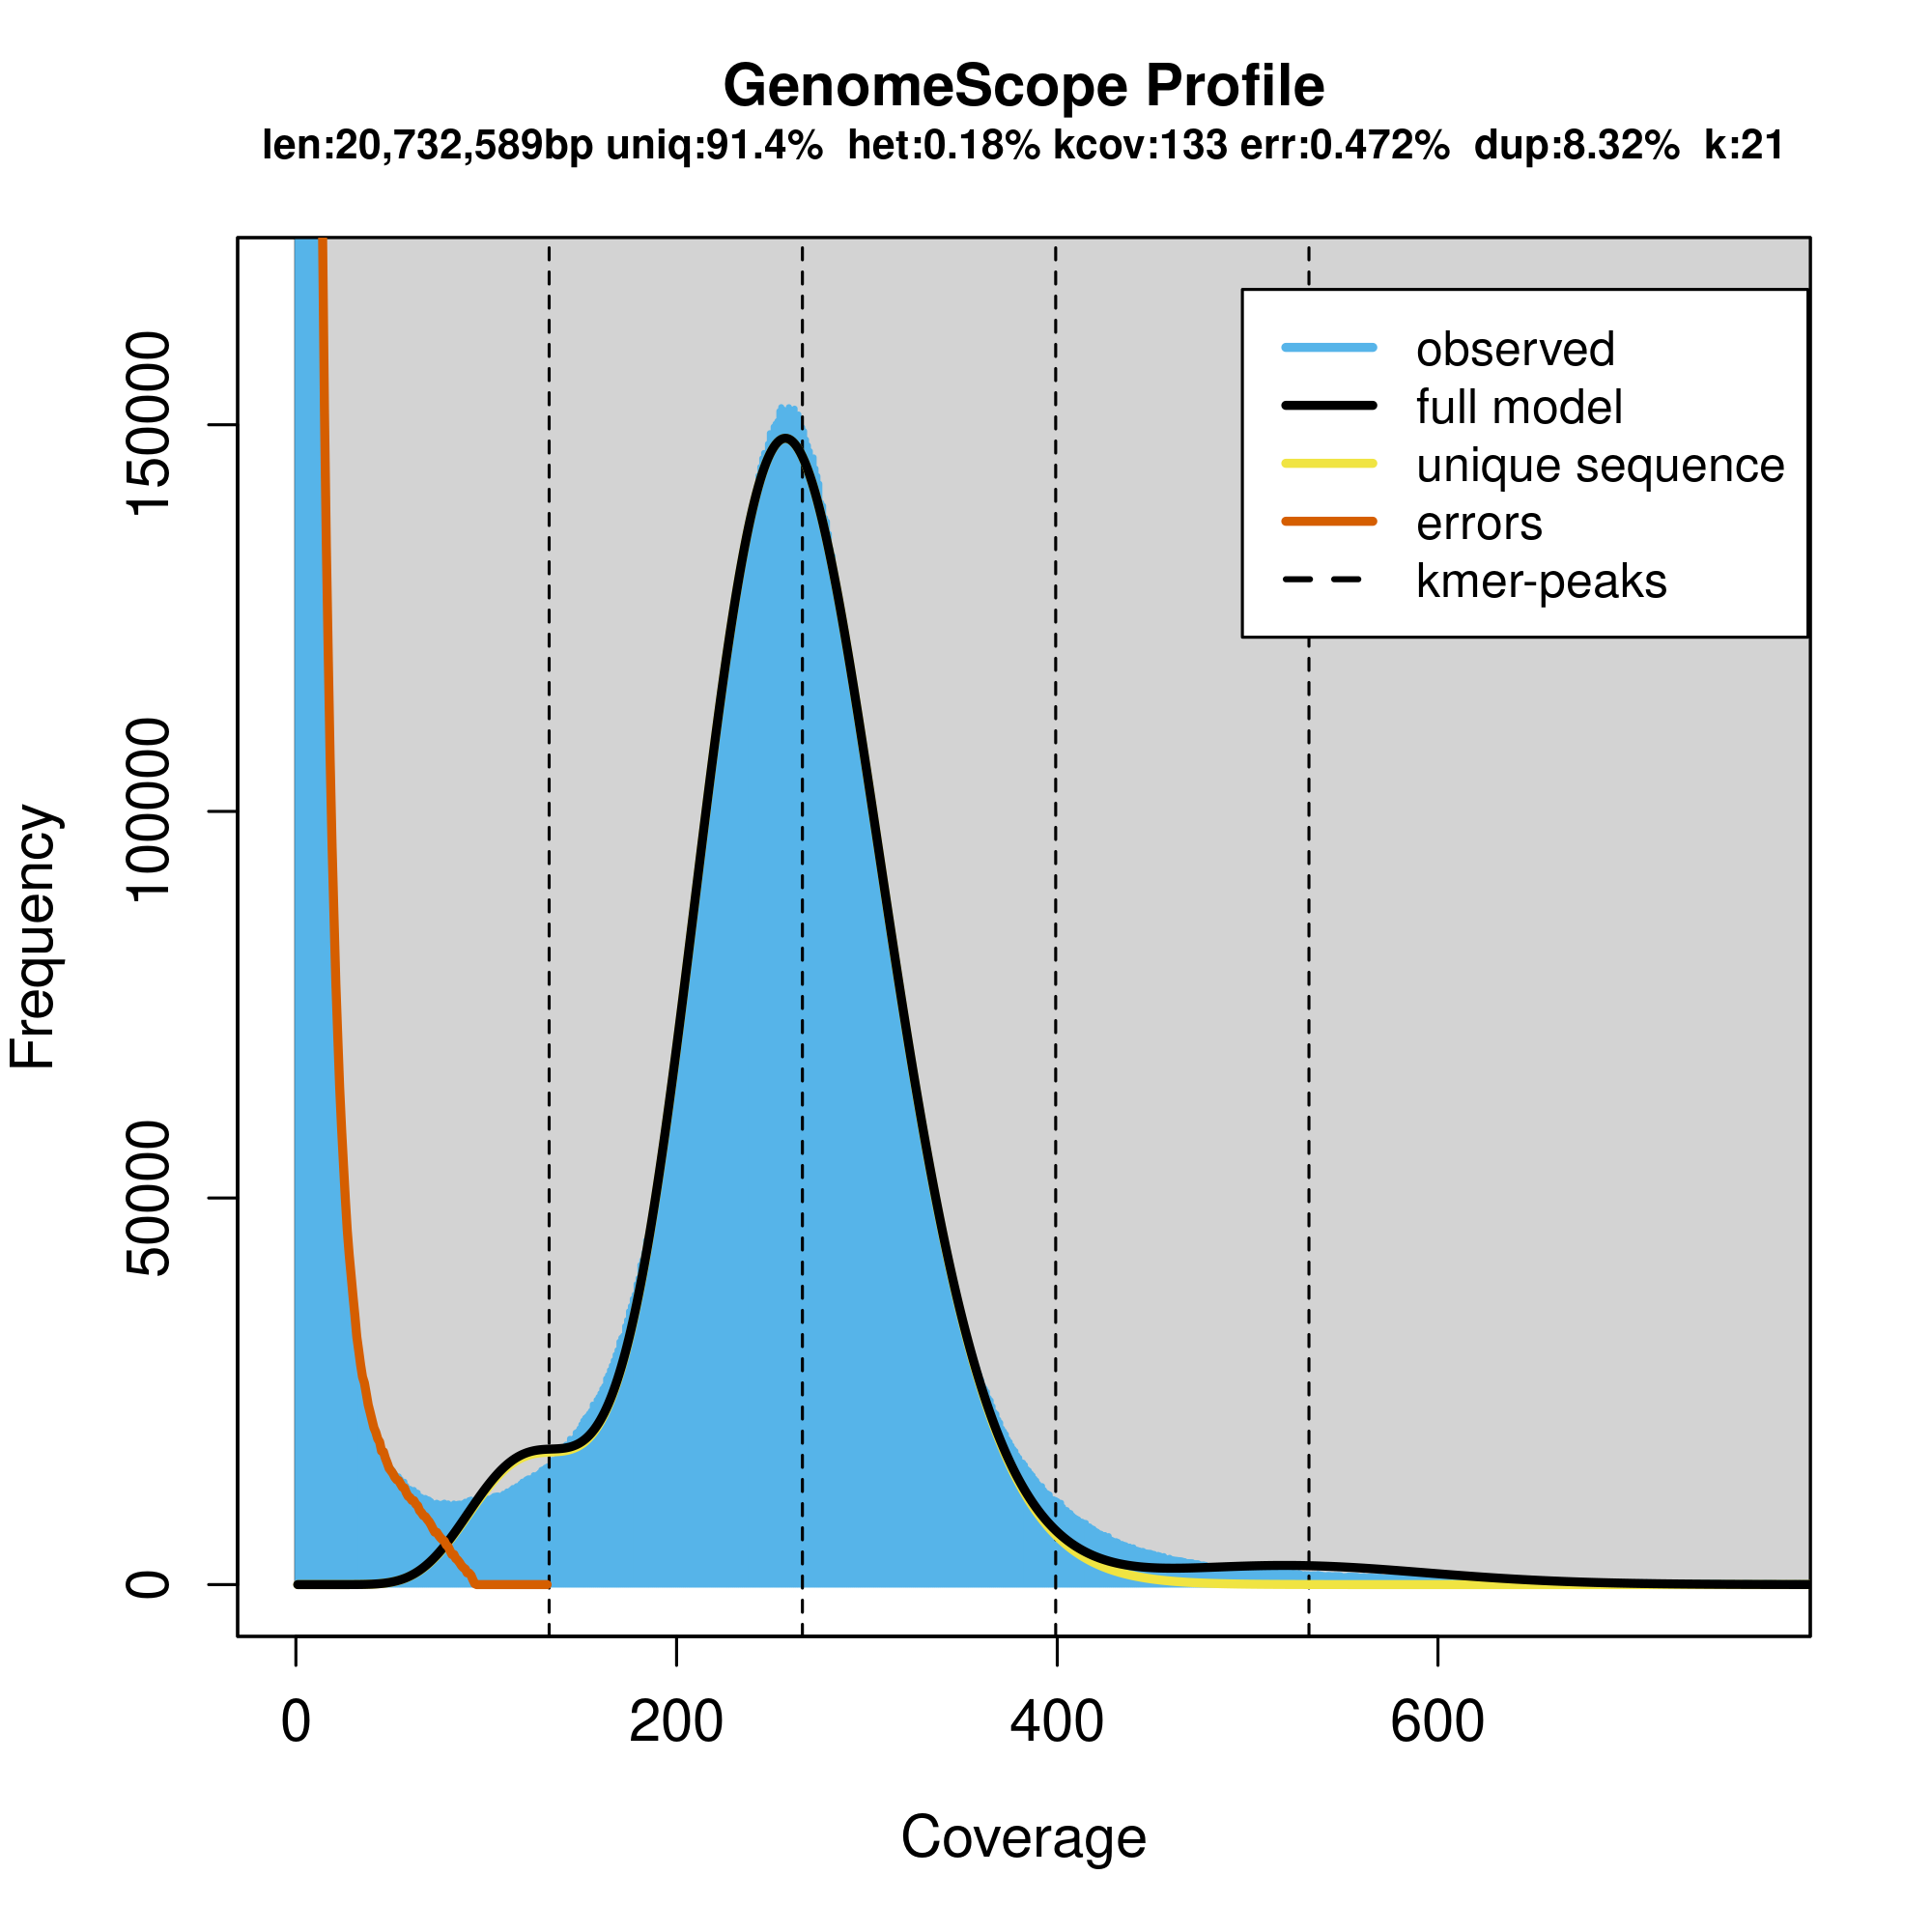 GenomeScope Profile
len:20,732,589bp uniq:91.4% het:0.18% kcov:133 err:0.472% dup:8.32% k:21
observed
full model
unique sequence
errors
kmer-peaks
Frequency
150000
100000
50000
0
0 200 400 600
Coverage